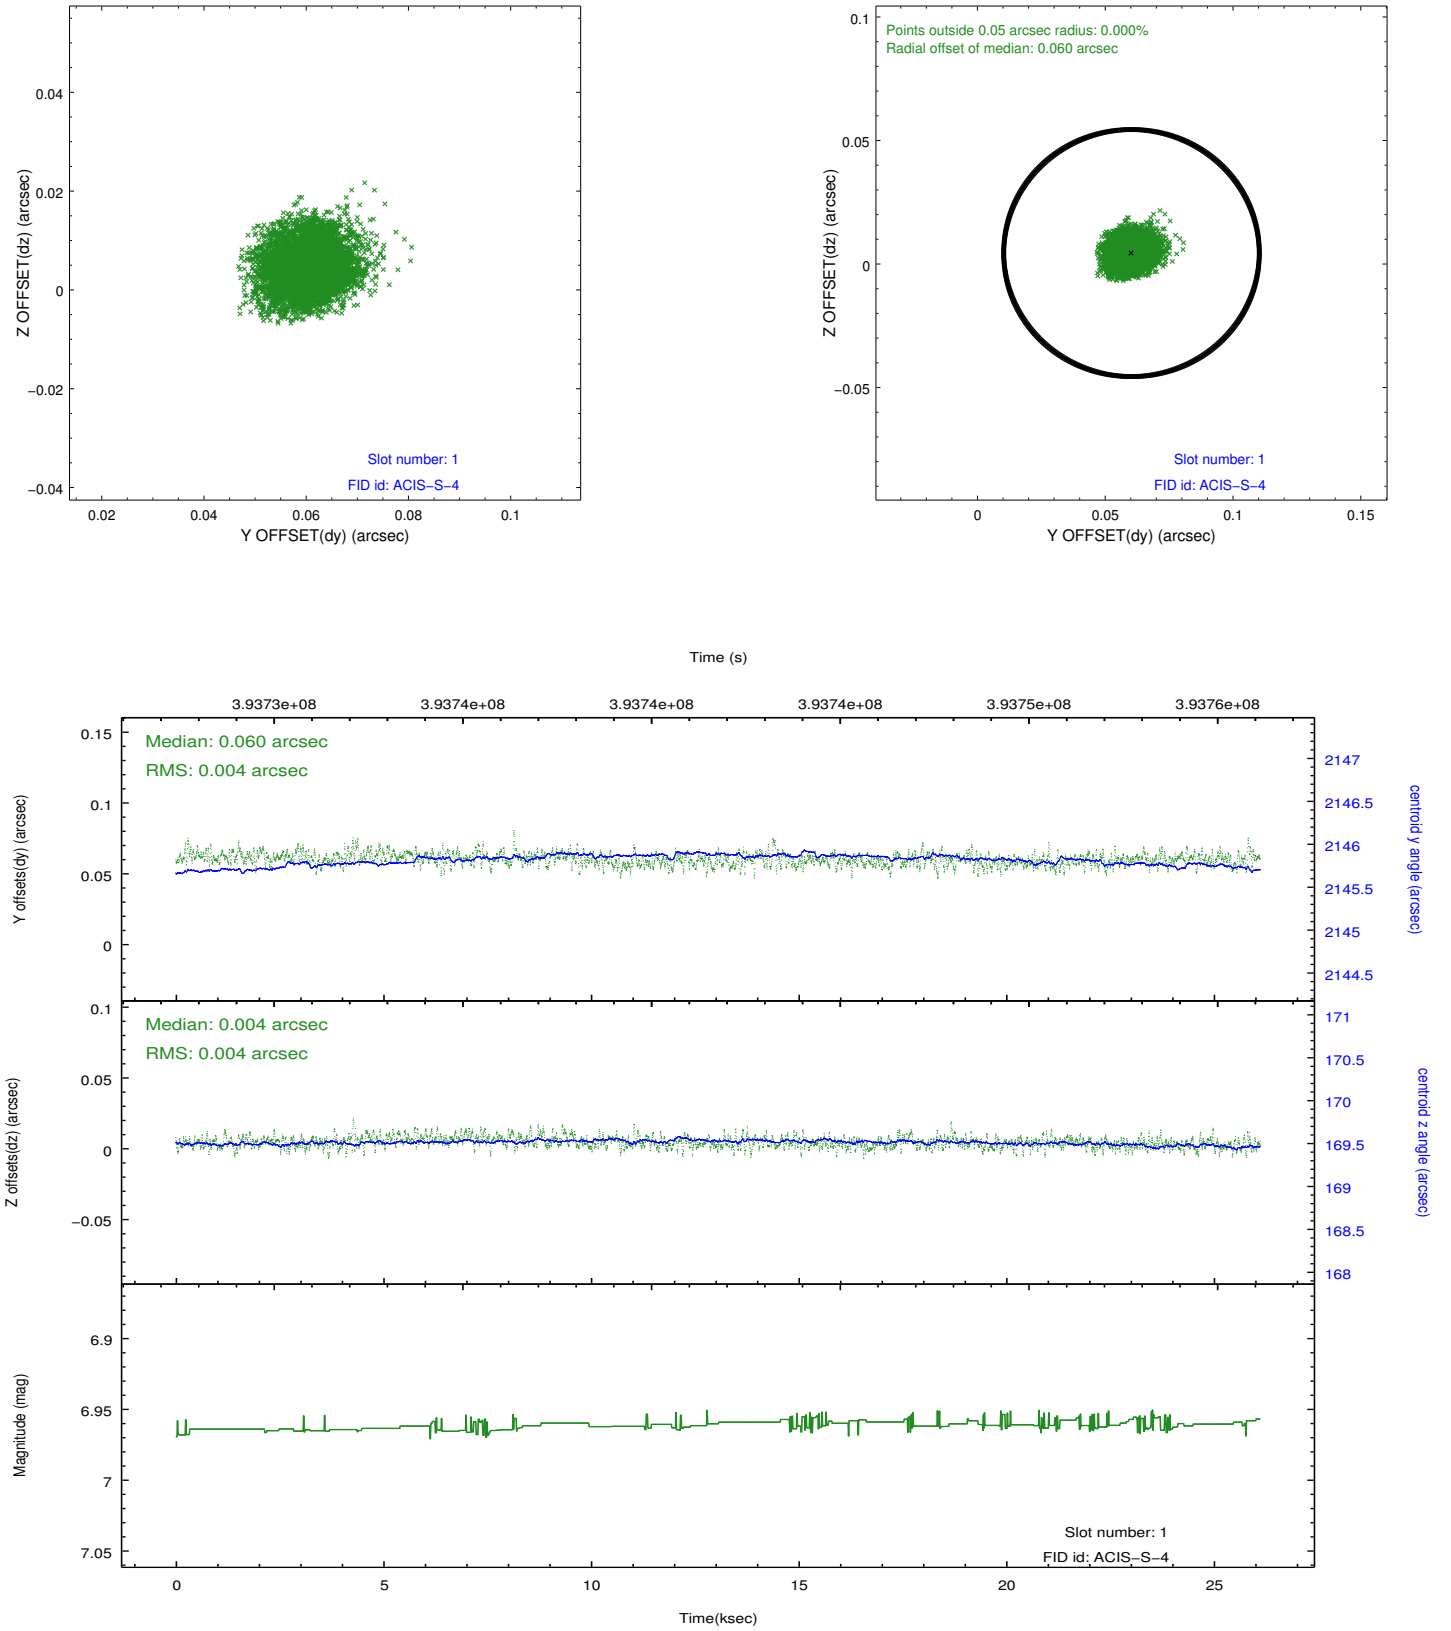 0.04
0.02
0
−0.02
−0.04
0.02
0.04
0.06
0.08
0.1
Z OFFSET(dz) (arcsec)
Y OFFSET(dy) (arcsec)
Slot number: 1
FID id: ACIS−S−4
Points outside 0.05 arcsec radius: 0.000%
Radial offset of median: 0.060 arcsec
0.1
0.05
0
−0.05
0
0.05
0.1
0.15
Z OFFSET(dz) (arcsec)
Y OFFSET(dy) (arcsec)
Slot number: 1
FID id: ACIS−S−4
Time (s)
3.9373e+08
3.9374e+08
3.9374e+08
3.9374e+08
3.9375e+08
3.9376e+08
Median: 0.060 arcsec
RMS: 0.004 arcsec
0.15
0.1
0.05
0
Y offsets(dy) (arcsec)
2147
2146.5
2146
2145.5
2145
2144.5
centroid y angle (arcsec)
Median: 0.004 arcsec
RMS: 0.004 arcsec
0.1
0.05
0
−0.05
Z offsets(dz) (arcsec)
171
170.5
170
169.5
169
168.5
168
centroid z angle (arcsec)
6.9
6.95
7
7.05
Magnitude (mag)
Slot number: 1
FID id: ACIS−S−4
0
5
10
15
20
25
Time(ksec)